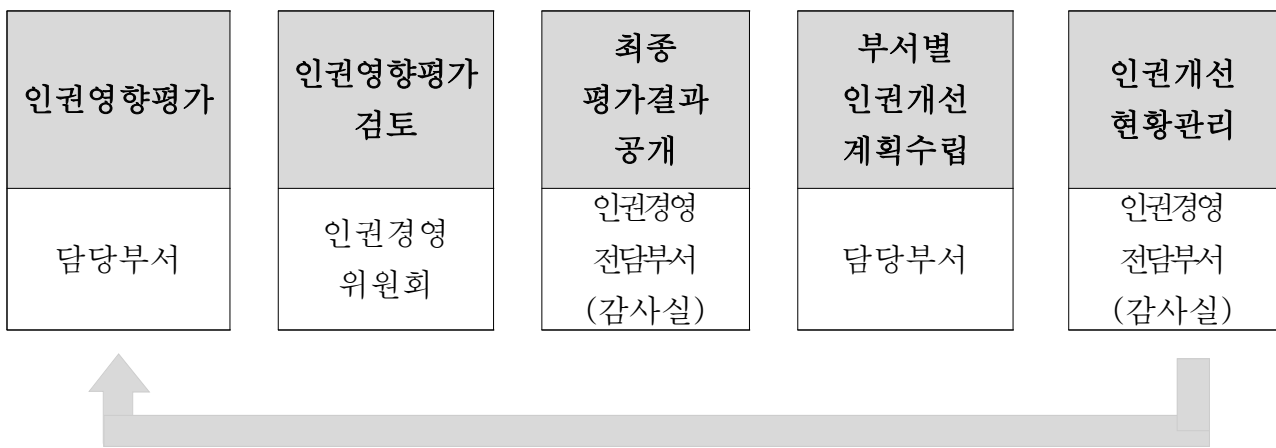 인권영향평가
담당부서
인권영향평가
검토
인권경영
위원회
최종
평가결과
공개
인권경영
전담부서
(감사실)
부서별
인권개선
계획수립
담당부서
인권개선
현황관리
인권경영
전담부서
(감사실)